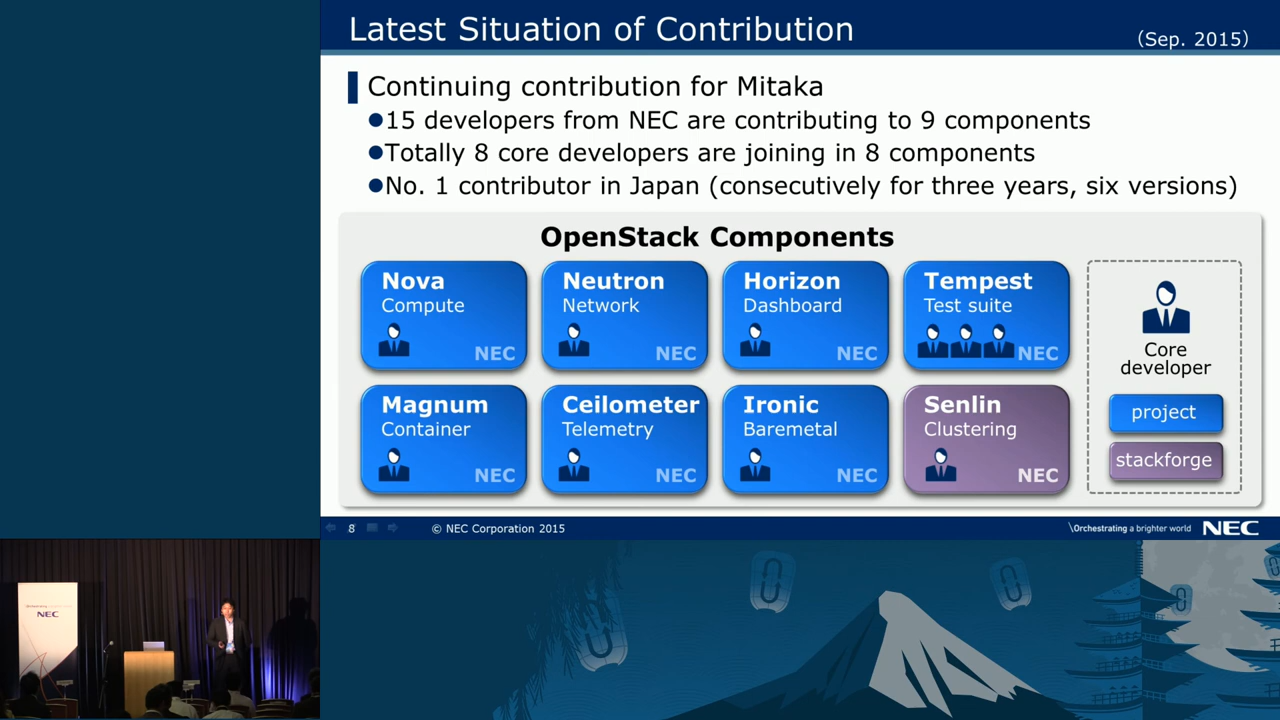 Latest Situation of Contribution
(Sep. 2015)
Continuing contribution for Mitaka
●15 developers from NEC are contributing to 9 components
●Totally 8 core developers are joining in 8 components
●No. 1 contributor in Japan (consecutively for three years, six versions)
OpenStack Components
Nova
Compute
NEC
Neutron
Network
NEC
Horizon
Dashboard
NEC
Tempest
Test suite
NEC
Magnum
Container
NEC
Ceilometer
Telemetry
NEC
Ironic
Baremetal
NEC
Senlin
Clustering
NEC
Core
developer
project
stackforge
8
© NEC Corporation 2015
\Orchestrating a brighter world
NEC
NEC